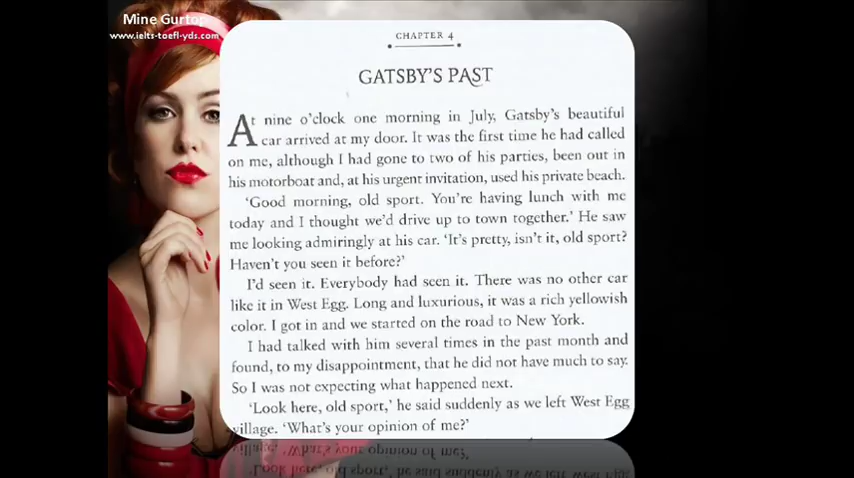 Mine Gurtop
www.ielts-toefl-yds.com
CHAPTER 4
GATSBY'S PAST
At nine o'clock one morning in July, Gatsby's beautiful
car arrived at my door. It was the first time he had called
on me, although I had gone to two of his parties, been out in
his motorboat and, at his urgent invitation, used his private beach.
'Good morning, old sport. You're having lunch with me
today and I thought we'd drive up to town together.' He saw
me looking admiringly at his car. 'It's pretty, isn't it, old sport?
Haven't you seen it before?'
I'd seen it. Everybody had seen it. There was no other car
like it in West Egg. Long and luxurious, it was a rich yellowish
color. I got in and we started on the road to New York.
I had talked with him several times in the past month and
found, to my disappointment, that he did not have much to say.
So I was not expecting what happened next.
'Look here, old sport,' he said suddenly as we left West Egg
village. 'What's your opinion of me?'